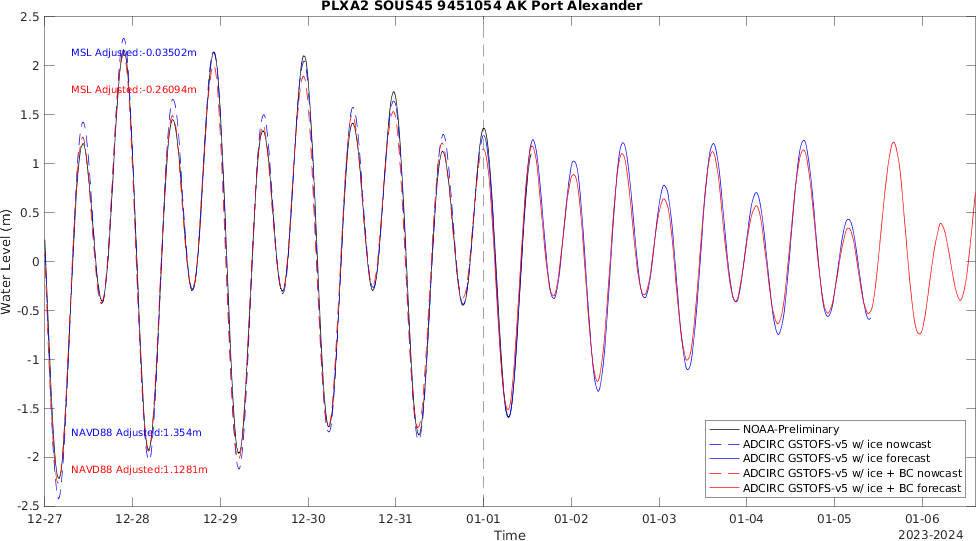 PLXA2 SOUS45 9451054 AK Port Alexander
2.5
2
1.5
1
0.5
0
-0.5
-1
-1.5
-2
-2.5
Water Level (m)
MSL Adjusted:-0.03502m
MSL Adjusted:-0.26094m
NAVD88 Adjusted:1.354m
NAVD88 Adjusted:1.1281m
NOAA-Preliminary
ADCIRC GSTOFS-v5 w/ ice nowcast
ADCIRC GSTOFS-v5 w/ ice forecast
ADCIRC GSTOFS-v5 w/ ice + BC nowcast
ADCIRC GSTOFS-v5 w/ ice + BC forecast
12-27 12-28 12-29 12-30 12-31 01-01 01-02 01-03 01-04 01-05 01-06
Time
2023-2024